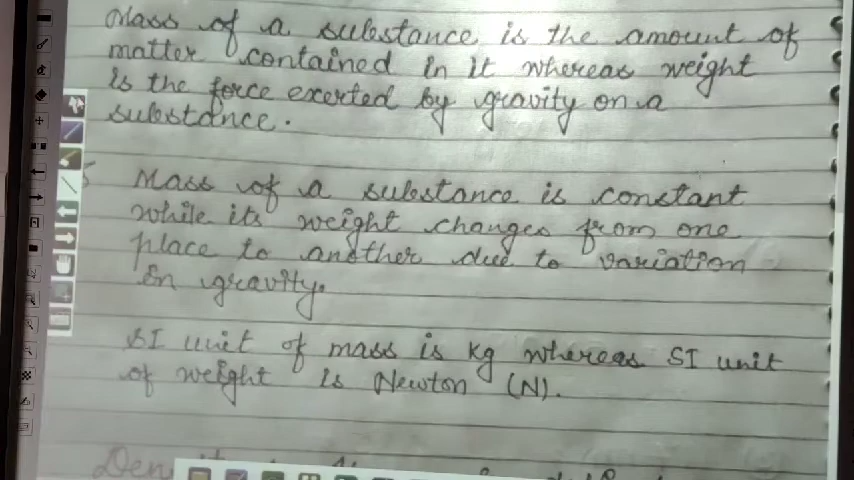 Mass of a substance is the amount of
matter contained in it whereas weight
is the force exerted by gravity on a
substance.
Mass of a substance is constant
while its weight changes from one
place to another due to variation
in gravity.
SI unit of mass is kg whereas SI unit
of weight is Newton (N).